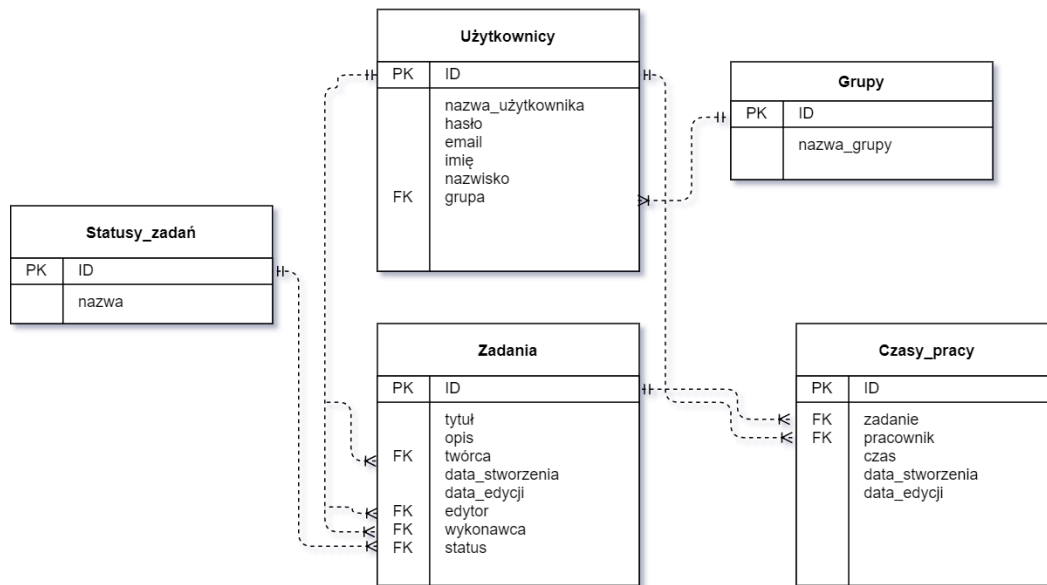 Użytkownicy
PK ID
nazwa_użytkownika
hasło
email
imię
nazwisko
FK grupa
Grupy
PK ID
nazwa_grupy
Statusy_zadań
PK ID
nazwa
Zadania
PK ID
tytuł
opis
FK twórca
data_stworzenia
data_edycji
FK edytor
FK wykonawca
FK status
Czasy_pracy
PK ID
FK zadanie
FK pracownik
czas
data_stworzenia
data_edycji